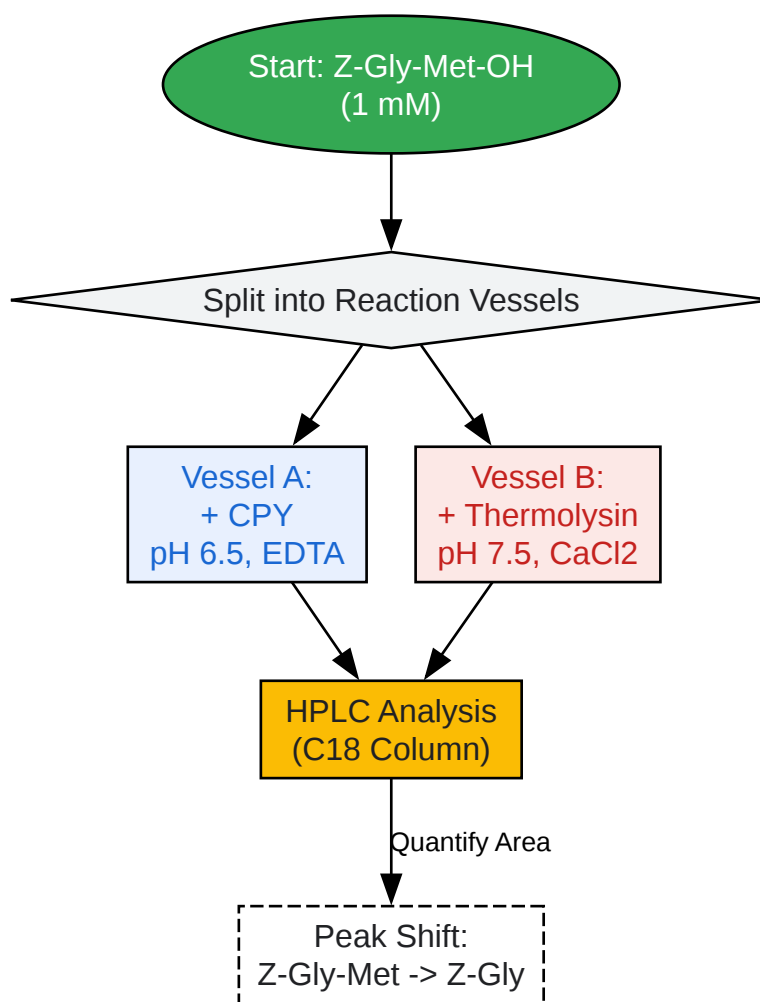 Start: Z-Gly-Met-OH
(1 mM)
Split into Reaction Vessels
Vessel A:
+ CPY
pH 6.5, EDTA
Vessel B:
+ Thermolysin
pH 7.5, CaCl2
HPLC Analysis
(C18 Column)
Quantify Area
Peak Shift:
Z-Gly-Met -> Z-Gly